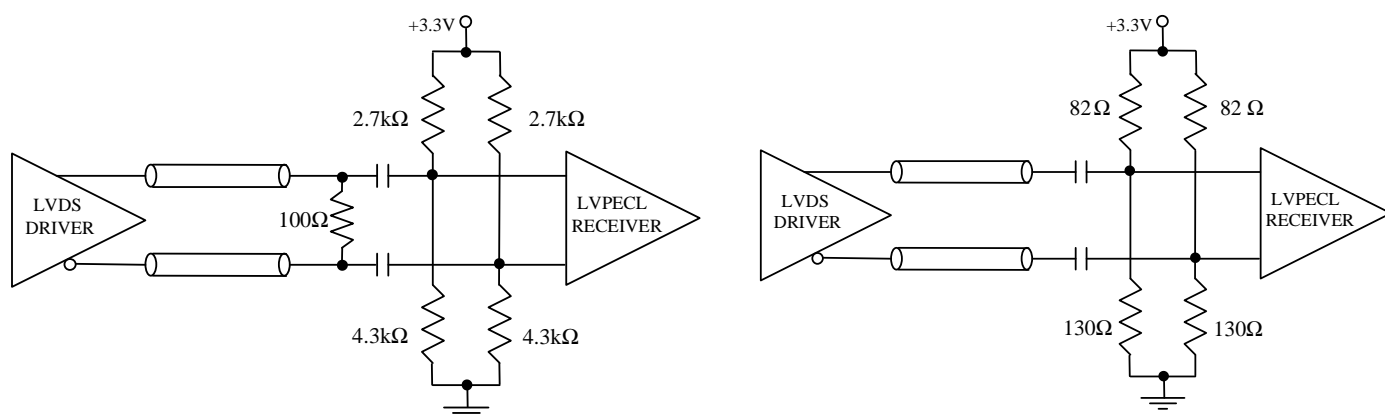 +3.3V
2.7kΩ
2.7kΩ
LVDS
DRIVER
100Ω
LVPECL
RECEIVER
4.3kΩ
4.3kΩ
+3.3V
82Ω
82 Ω
LVDS
DRIVER
LVPECL
RECEIVER
130Ω
130Ω